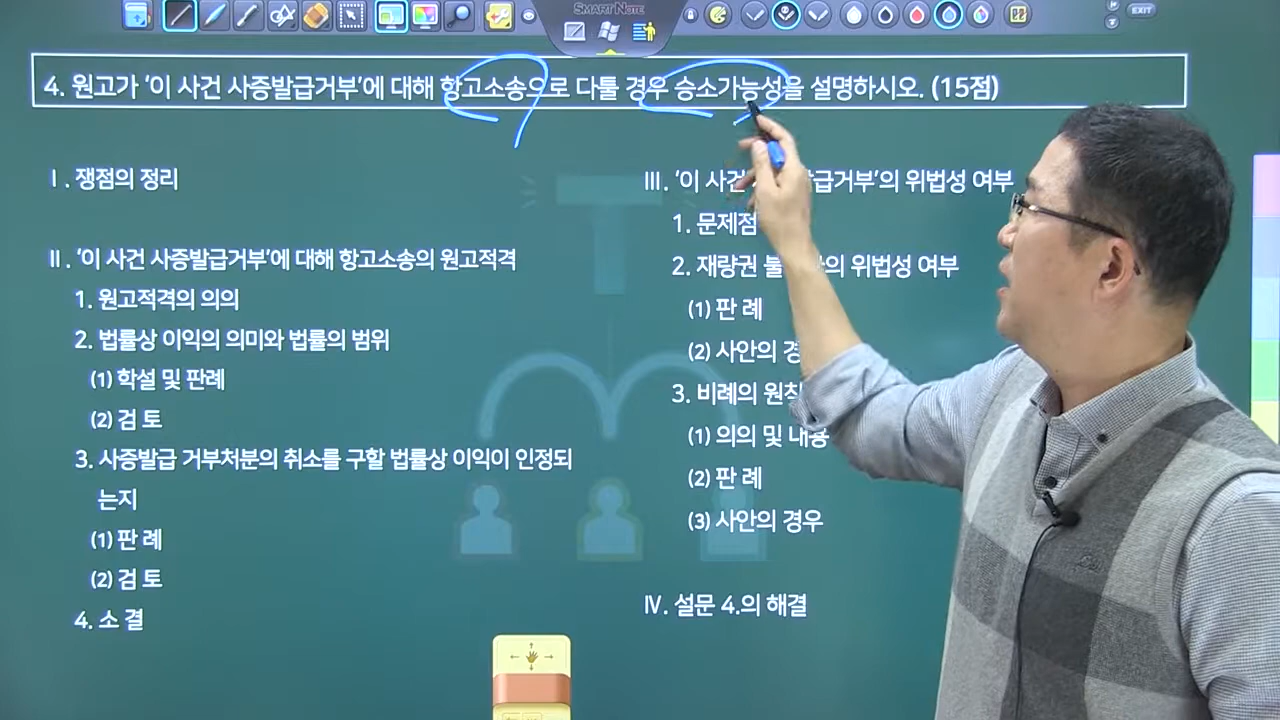 SMART NOTE
EXIT
4. 원고가 '이 사건 사증발급거부'에 대해 항고소송으로 다툴 경우 승소가능성을 설명하시오. (15점)
Ⅰ. 쟁점의 정리
Ⅱ. '이 사건 사증발급거부'에 대해 항고소송의 원고적격
1. 원고적격의 의의
2. 법률상 이익의 의미와 법률의 범위
(1) 학설 및 판례
(2) 검 토
3. 사증발급 거부처분의 취소를 구할 법률상 이익이 인정되
는지
(1) 판 례
(2) 검 토
4. 소 결
Ⅲ. '이 사건 발급거부'의 위법성 여부
1. 문제점
2. 재량권 불 의 위법성 여부
(1) 판 례
(2) 사안의 경
3. 비례의 원칙
(1) 의의 및 내용
(2) 판 례
(3) 사안의 경우
Ⅳ. 설문 4.의 해결